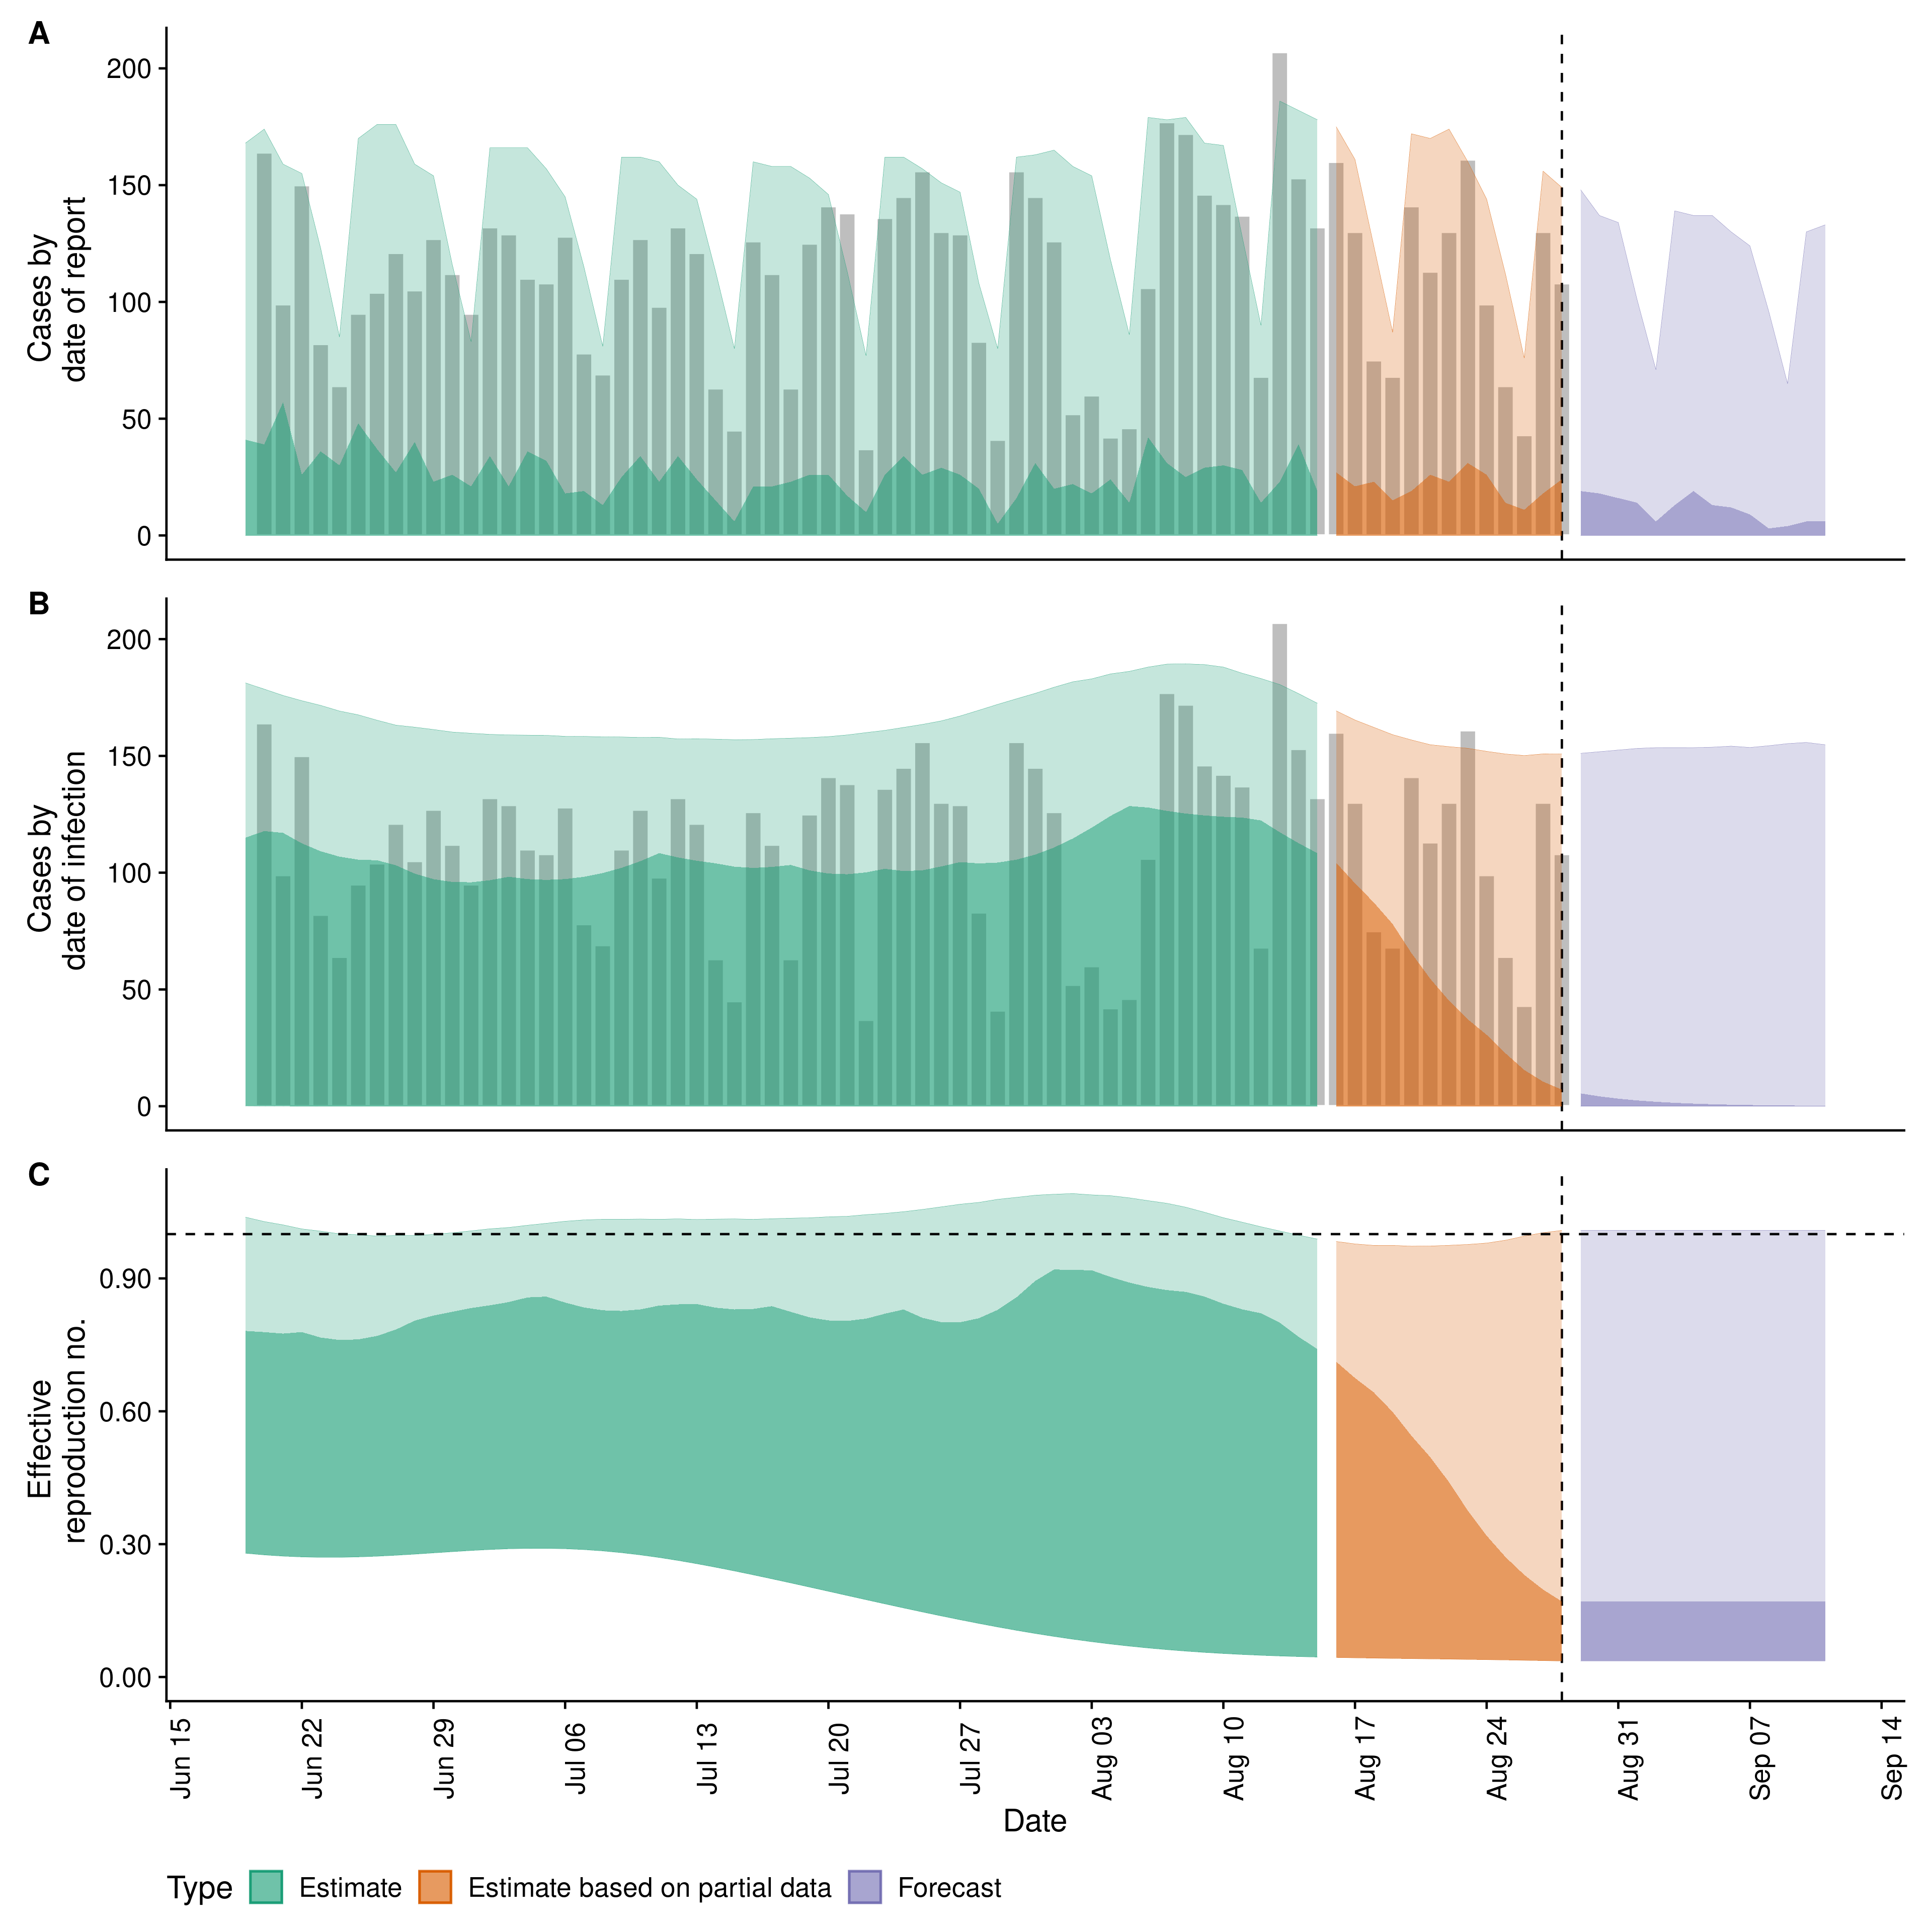 A
Cases by
date of report
200
150
100
50
0
B
Cases by
date of infection
200
150
100
50
0
C
Effective
reproduction no.
0.90
0.60
0.30
0.00
Jun 15
Jun 22
Jun 29
Jul 06
Jul 13
Jul 20
Jul 27
Aug 03
Aug 10
Aug 17
Aug 24
Aug 31
Sep 07
Sep 14
Date
Type Estimate Estimate based on partial data Forecast